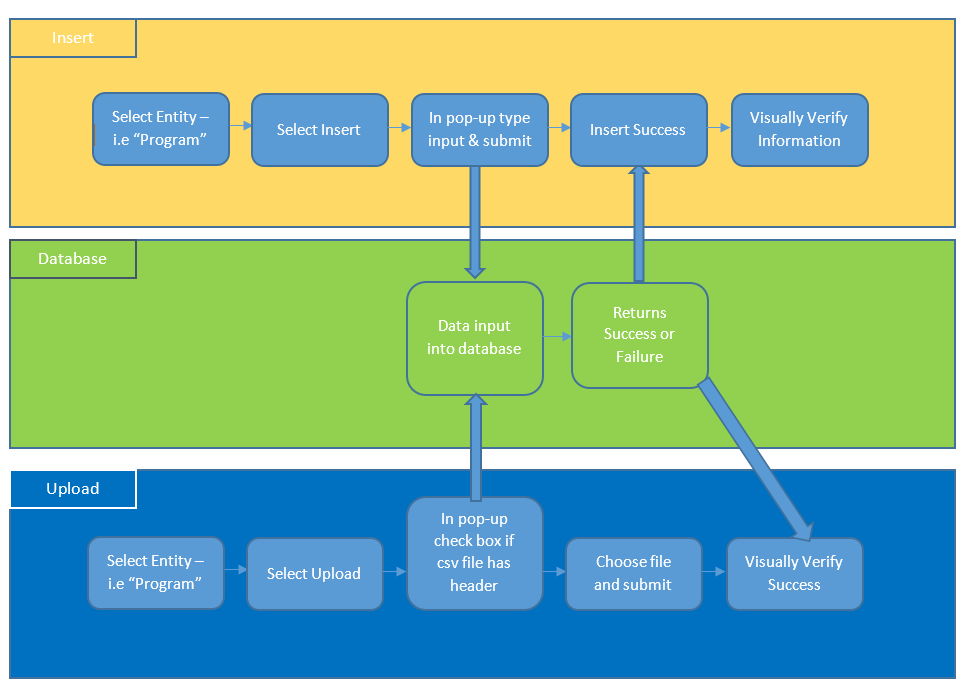 Insert
Select Entity –
i.e “Program”
Select Insert
In pop-up type
input & submit
Insert Success
Visually Verify
Information
Database
Data input
into database
Returns
Success or
Failure
Upload
Select Entity –
i.e “Program”
Select Upload
In pop-up
check box if
csv file has
header
Choose file
and submit
Visually Verify
Success